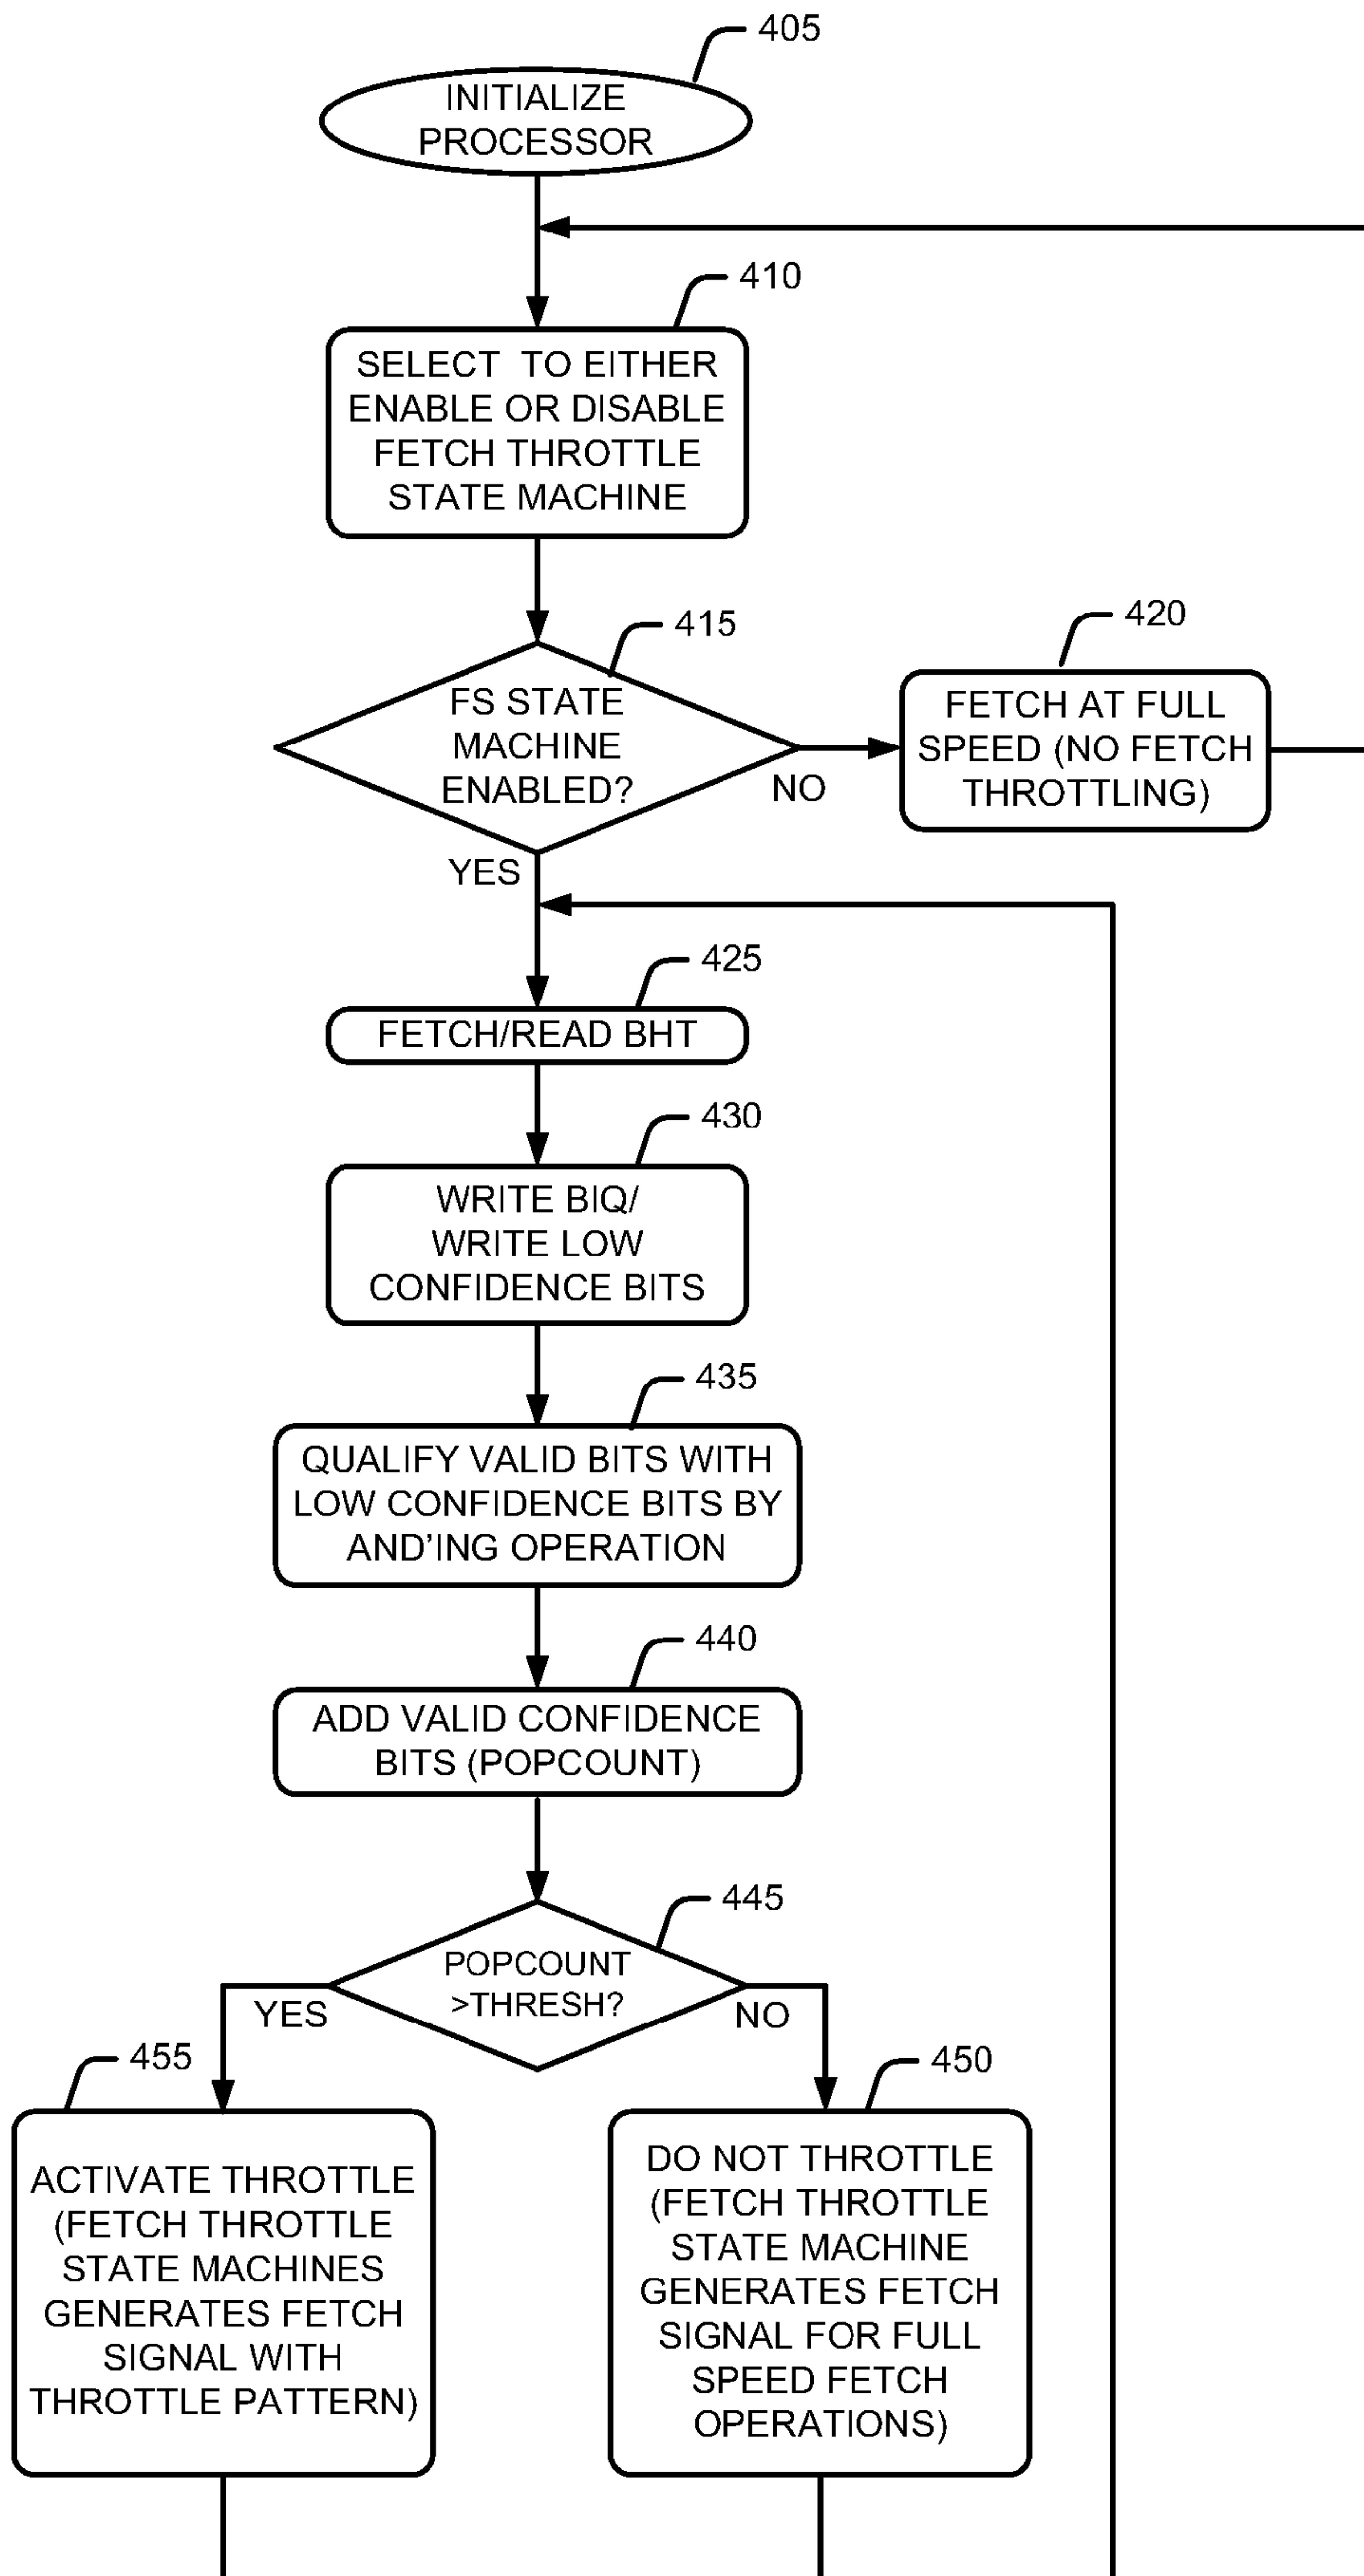 405
INITIALIZE
PROCESSOR
410
SELECT TO EITHER
ENABLE OR DISABLE
FETCH THROTTLE
STATE MACHINE
415
FS STATE
MACHINE
ENABLED?
NO
YES
420
FETCH AT FULL
SPEED (NO FETCH
THROTTLING)
425
FETCH/READ BHT
430
WRITE BIQ/
WRITE LOW
CONFIDENCE BITS
435
QUALIFY VALID BITS WITH
LOW CONFIDENCE BITS BY
AND'ING OPERATION
440
ADD VALID CONFIDENCE
BITS (POPCOUNT)
445
POPCOUNT
>THRESH?
YES
NO
455
ACTIVATE THROTTLE
(FETCH THROTTLE
STATE MACHINES
GENERATES FETCH
SIGNAL WITH
THROTTLE PATTERN)
450
DO NOT THROTTLE
(FETCH THROTTLE
STATE MACHINE
GENERATES FETCH
SIGNAL FOR FULL
SPEED FETCH
OPERATIONS)